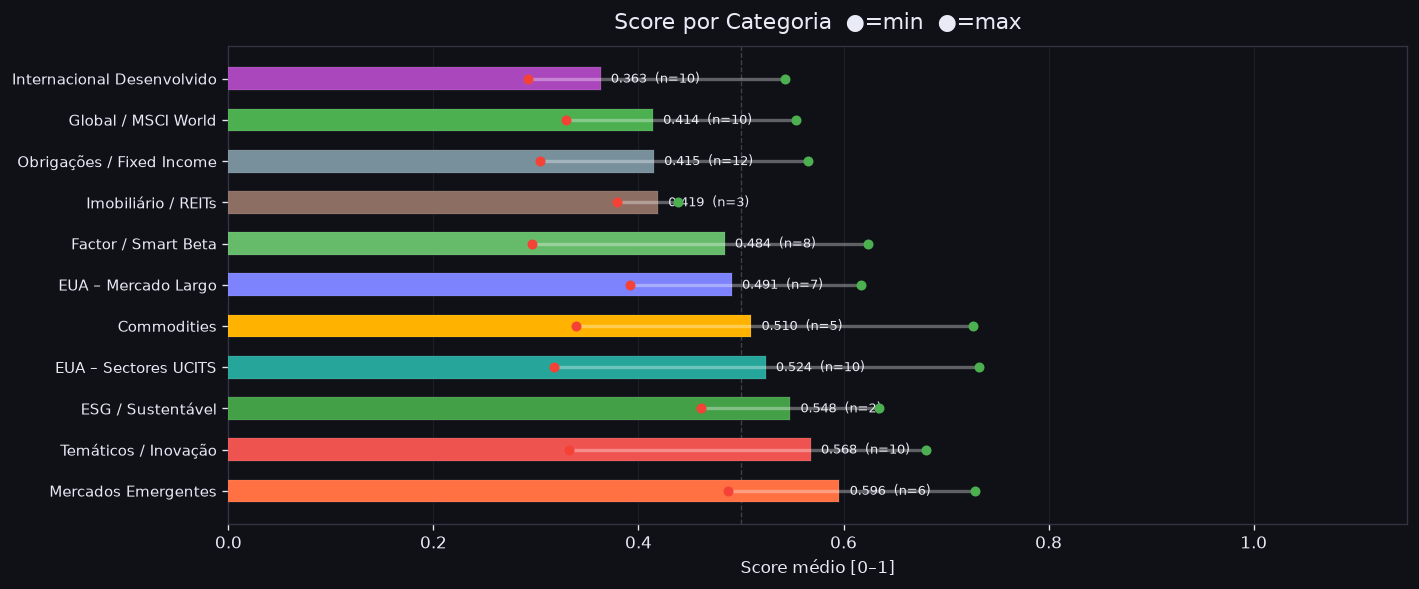 Score por Categoria ●=min ●=max
Internacional Desenvolvido
0.363 (n=10)
Global / MSCI World
0.414 (n=10)
Obrigações / Fixed Income
0.415 (n=12)
Imobiliário / REITs
0.419 (n=3)
Factor / Smart Beta
0.484 (n=8)
EUA – Mercado Largo
0.491 (n=7)
Commodities
0.510 (n=5)
EUA – Sectores UCITS
0.524 (n=10)
ESG / Sustentável
0.548 (n=2)
Temáticos / Inovação
0.568 (n=10)
Mercados Emergentes
0.596 (n=6)
0.0 0.2 0.4 0.6 0.8 1.0
Score médio [0–1]